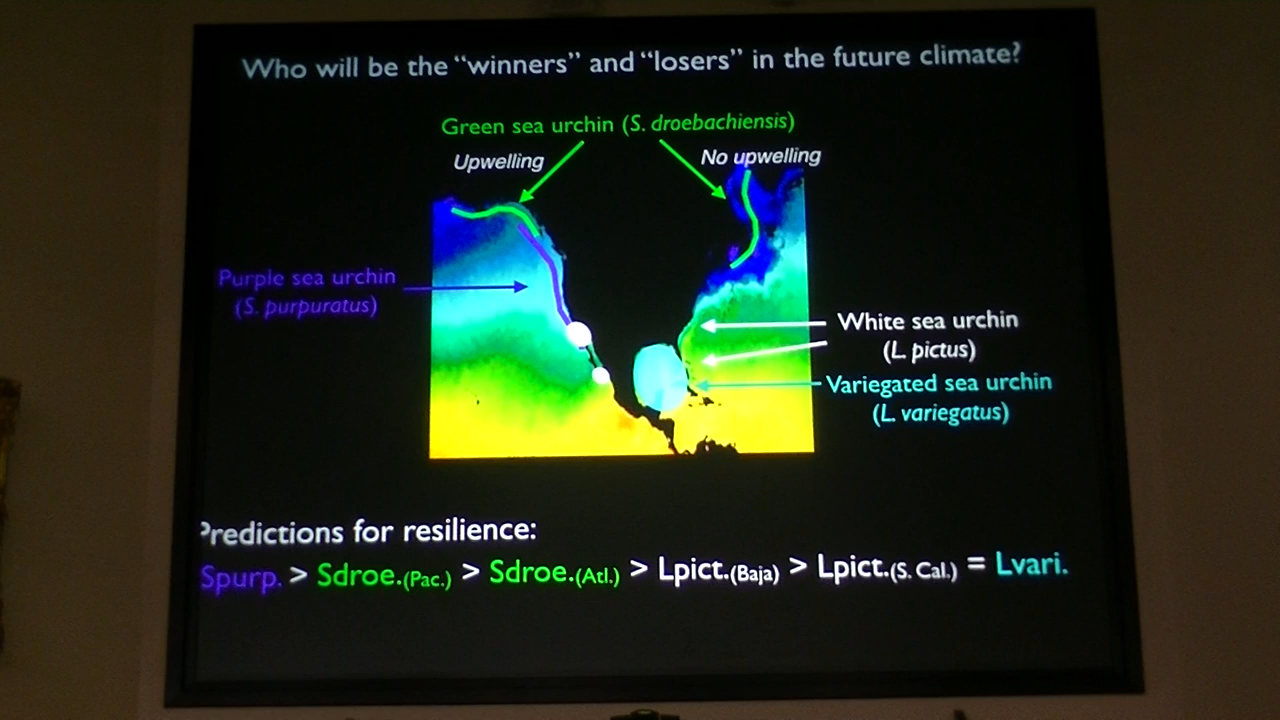 Who will be the “winners” and “losers” in the future climate?
Green sea urchin (S. droebachiensis)
Upwelling
No upwelling
Purple sea urchin
(S. purpuratus)
White sea urchin
(L. pictus)
Variegated sea urchin
(L. variegatus)
Predictions for resilience:
Spurp. > Sdroe.(Pac.) > Sdroe.(Atl.) > Lpict.(Baja) > Lpict.(S. Cal.) = Lvari.